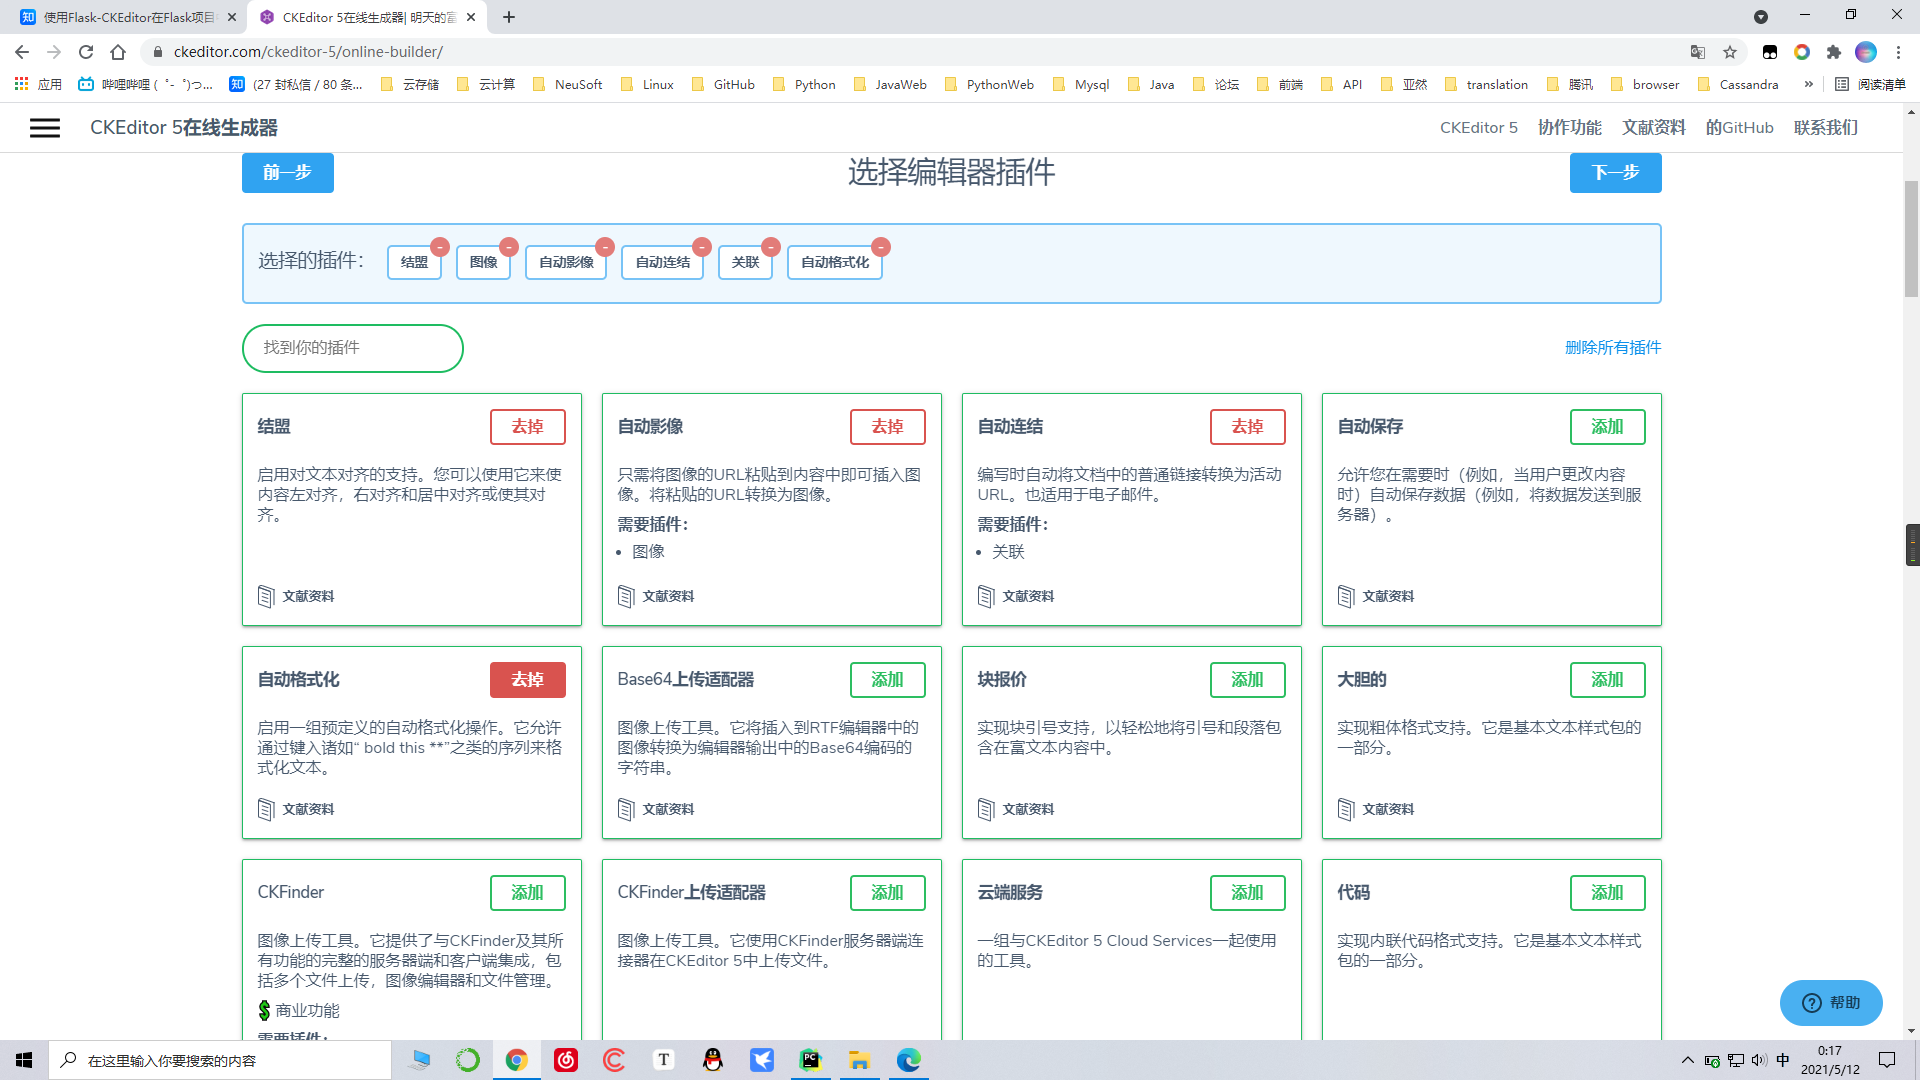 使用Flask-CKEditor在Flask项目
CKEditor 5在线生成器| 明天的富
ckeditor.com/ckeditor-5/online-builder/
应用
哔哩哔哩 ( ゜- ゜)つ...
(27 封私信 / 80 条...
云存储
云计算
NeuSoft
Linux
GitHub
Python
JavaWeb
PythonWeb
Mysql
Java
论坛
前端
API
亚然
translation
腾讯
browser
Cassandra
»
阅读清单
CKEditor 5在线生成器
CKEditor 5
协作功能
文献资料
的GitHub
联系我们
前一步
选择编辑器插件
下一步
选择的插件：
结盟
图像
自动影像
自动连结
关联
自动格式化
找到你的插件
删除所有插件
结盟
去掉
启用对文本对齐的支持。您可以使用它来使
内容左对齐，右对齐和居中对齐或使其对
齐。
文献资料
自动影像
去掉
只需将图像的URL粘贴到内容中即可插入图
像。将粘贴的URL转换为图像。
需要插件：
• 图像
文献资料
自动连结
去掉
编写时自动将文档中的普通链接转换为活动
URL。也适用于电子邮件。
需要插件：
• 关联
文献资料
自动保存
添加
允许您在需要时（例如，当用户更改内容
时）自动保存数据（例如，将数据发送到服
务器）。
文献资料
自动格式化
去掉
启用一组预定义的自动格式化操作。它允许
通过键入诸如“ bold this **”之类的序列来格
式化文本。
文献资料
Base64上传适配器
添加
图像上传工具。它将插入到RTF编辑器中的
图像转换为编辑器输出中的Base64编码的
字符串。
文献资料
块报价
添加
实现块引号支持，以轻松地将引号和段落包
含在富文本内容中。
文献资料
大胆的
添加
实现粗体格式支持。它是基本文本样式包的
一部分。
文献资料
CKFinder
添加
图像上传工具。它提供了与CKFinder及其所
有功能的完整的服务器端和客户端集成，包
括多个文件上传，图像编辑器和文件管理。
商业功能
需要插件：
CKFinder上传适配器
添加
图像上传工具。它使用CKFinder服务器端连
接器在CKEditor 5中上传文件。
云端服务
添加
一组与CKEditor 5 Cloud Services一起使用
的工具。
代码
添加
实现内联代码格式支持。它是基本文本样式
包的一部分。
帮助
在这里输入你要搜索的内容
中
0:17
2021/5/12